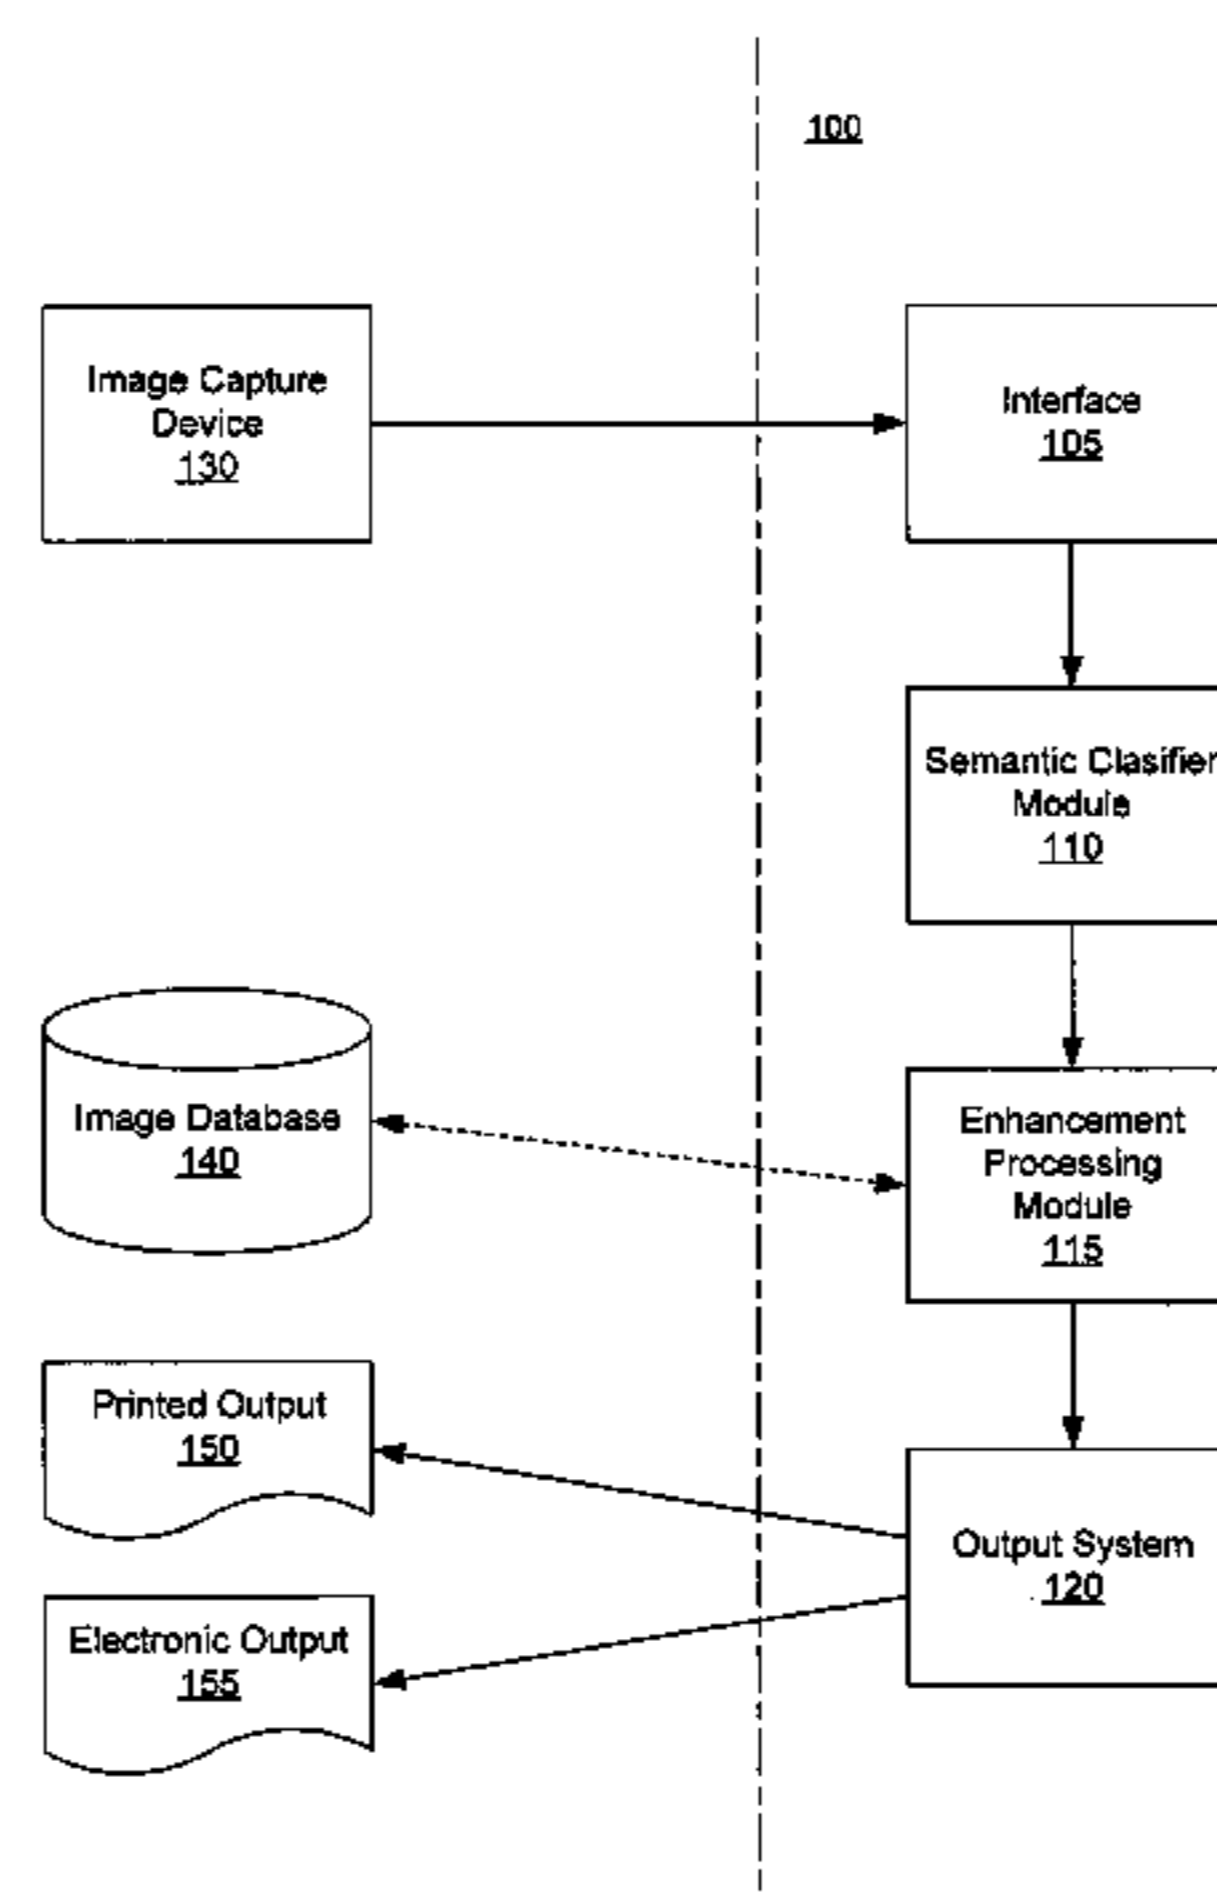 100
Image Capture
Device
130
Interface
105
Semantic Clasifier
Module
110
Image Database
140
Enhancement
Processing
Module
115
Printed Output
150
Output System
120
Electronic Output
155